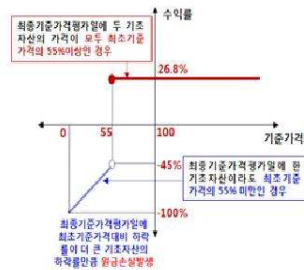 수익률
최종기준가격평가일에 두 기초
자산의 가격이 모두 최초기준
가격의 55%이상인 경우
26.8%
0
55
100
기준가격
-45%
최종기준가격평가일에 한
기초자산이라도 최초기준
가격의 55% 미만인 경우
-100%
최종기준가격평가일에
최초기준가격대비 하락
률이 더 큰 기초자산의
하락률만큼 원금손실발생